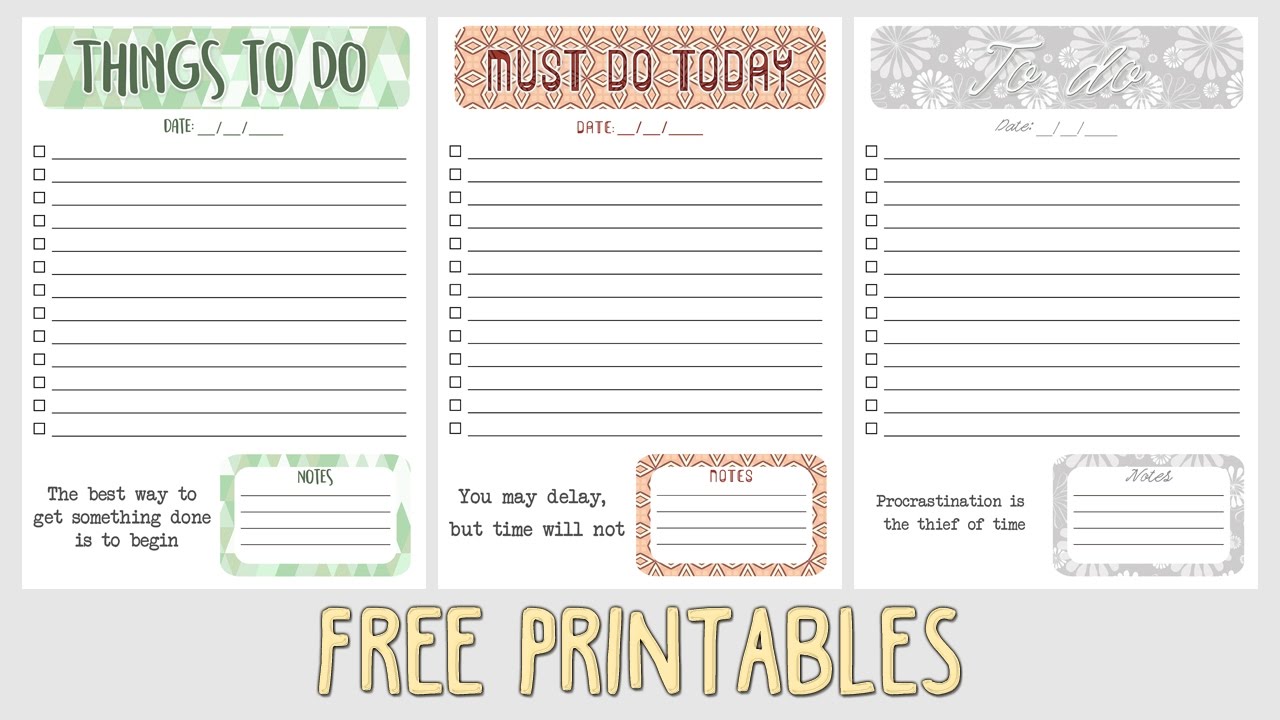 THINGS TO DO
DATE: __/__/____
NOTES
The best way to
get something done
is to begin
MUST DO TODAY
DATE: __/__/____
NOTES
You may delay,
but time will not
To do
Date: __/__/____
Notes
Procrastination is
the thief of time
FREE PRINTABLES